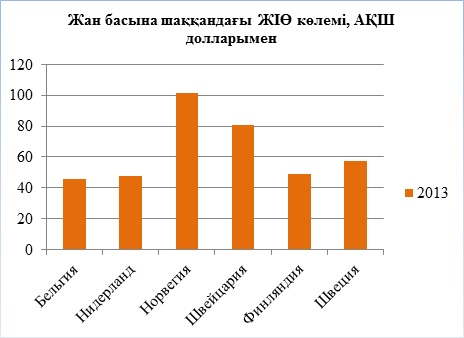 Жан басына шаққандағы ЖІӨ көлемі, АҚШ
долларымен
120
100
80
60
40
20
0
2013
Бельгия
Нидерланд
Норвегия
Швейцария
Финляндия
Швеция